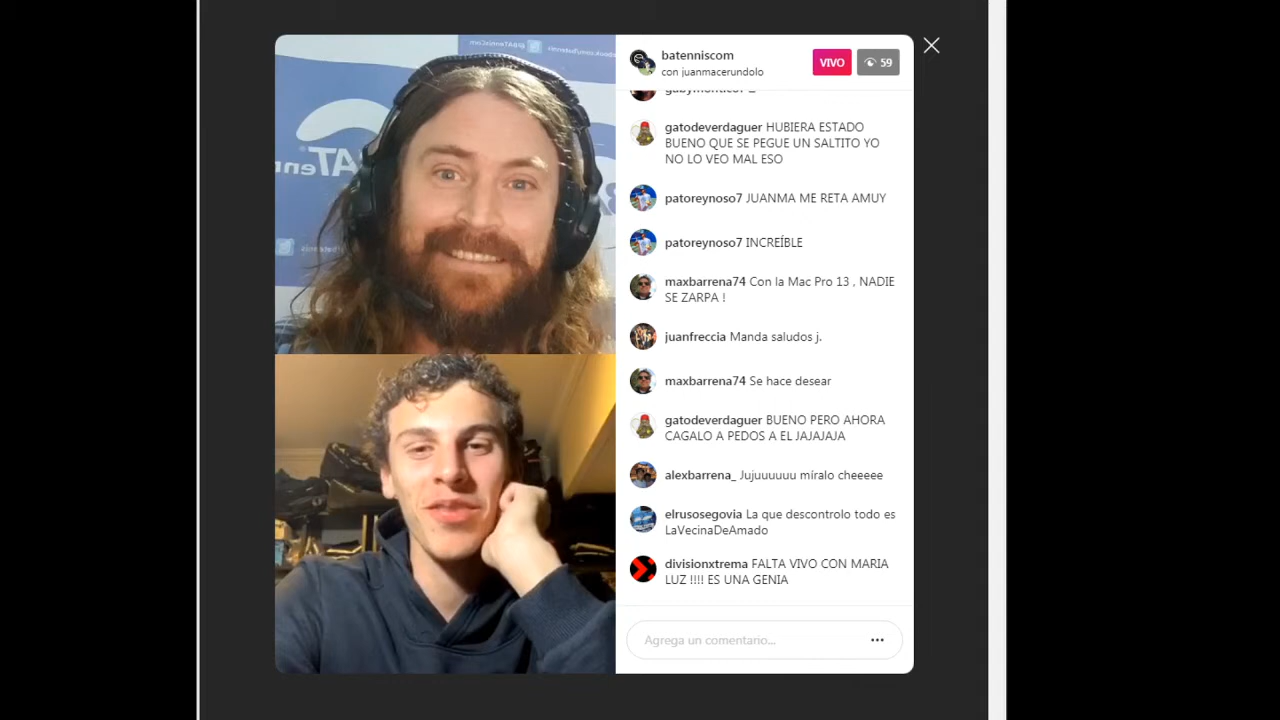 batenniscom
con juanmacerundolo
VIVO
59
gatodeverdaguer HUBIERA ESTADO
BUENO QUE SE PEGUE UN SALTITO YO
NO LO VEO MAL ESO
patoreynoso7 JUANMA ME RETA AMUY
patoreynoso7 INCREÍBLE
maxbarrena74 Con la Mac Pro 13 , NADIE
SE ZARPA !
juanfreccia Manda saludos j.
maxbarrena74 Se hace desear
gatodeverdaguer BUENO PERO AHORA
CAGALO A PEDOS A EL JAJAJAJA
alexbarrena_ Jujuuuuuu míralo cheeeee
elrusosegovia La que descontrolo todo es
LaVecinaDeAmado
divisionxtrema FALTA VIVO CON MARIA
LUZ !!!! ES UNA GENIA
Agrega un comentario...